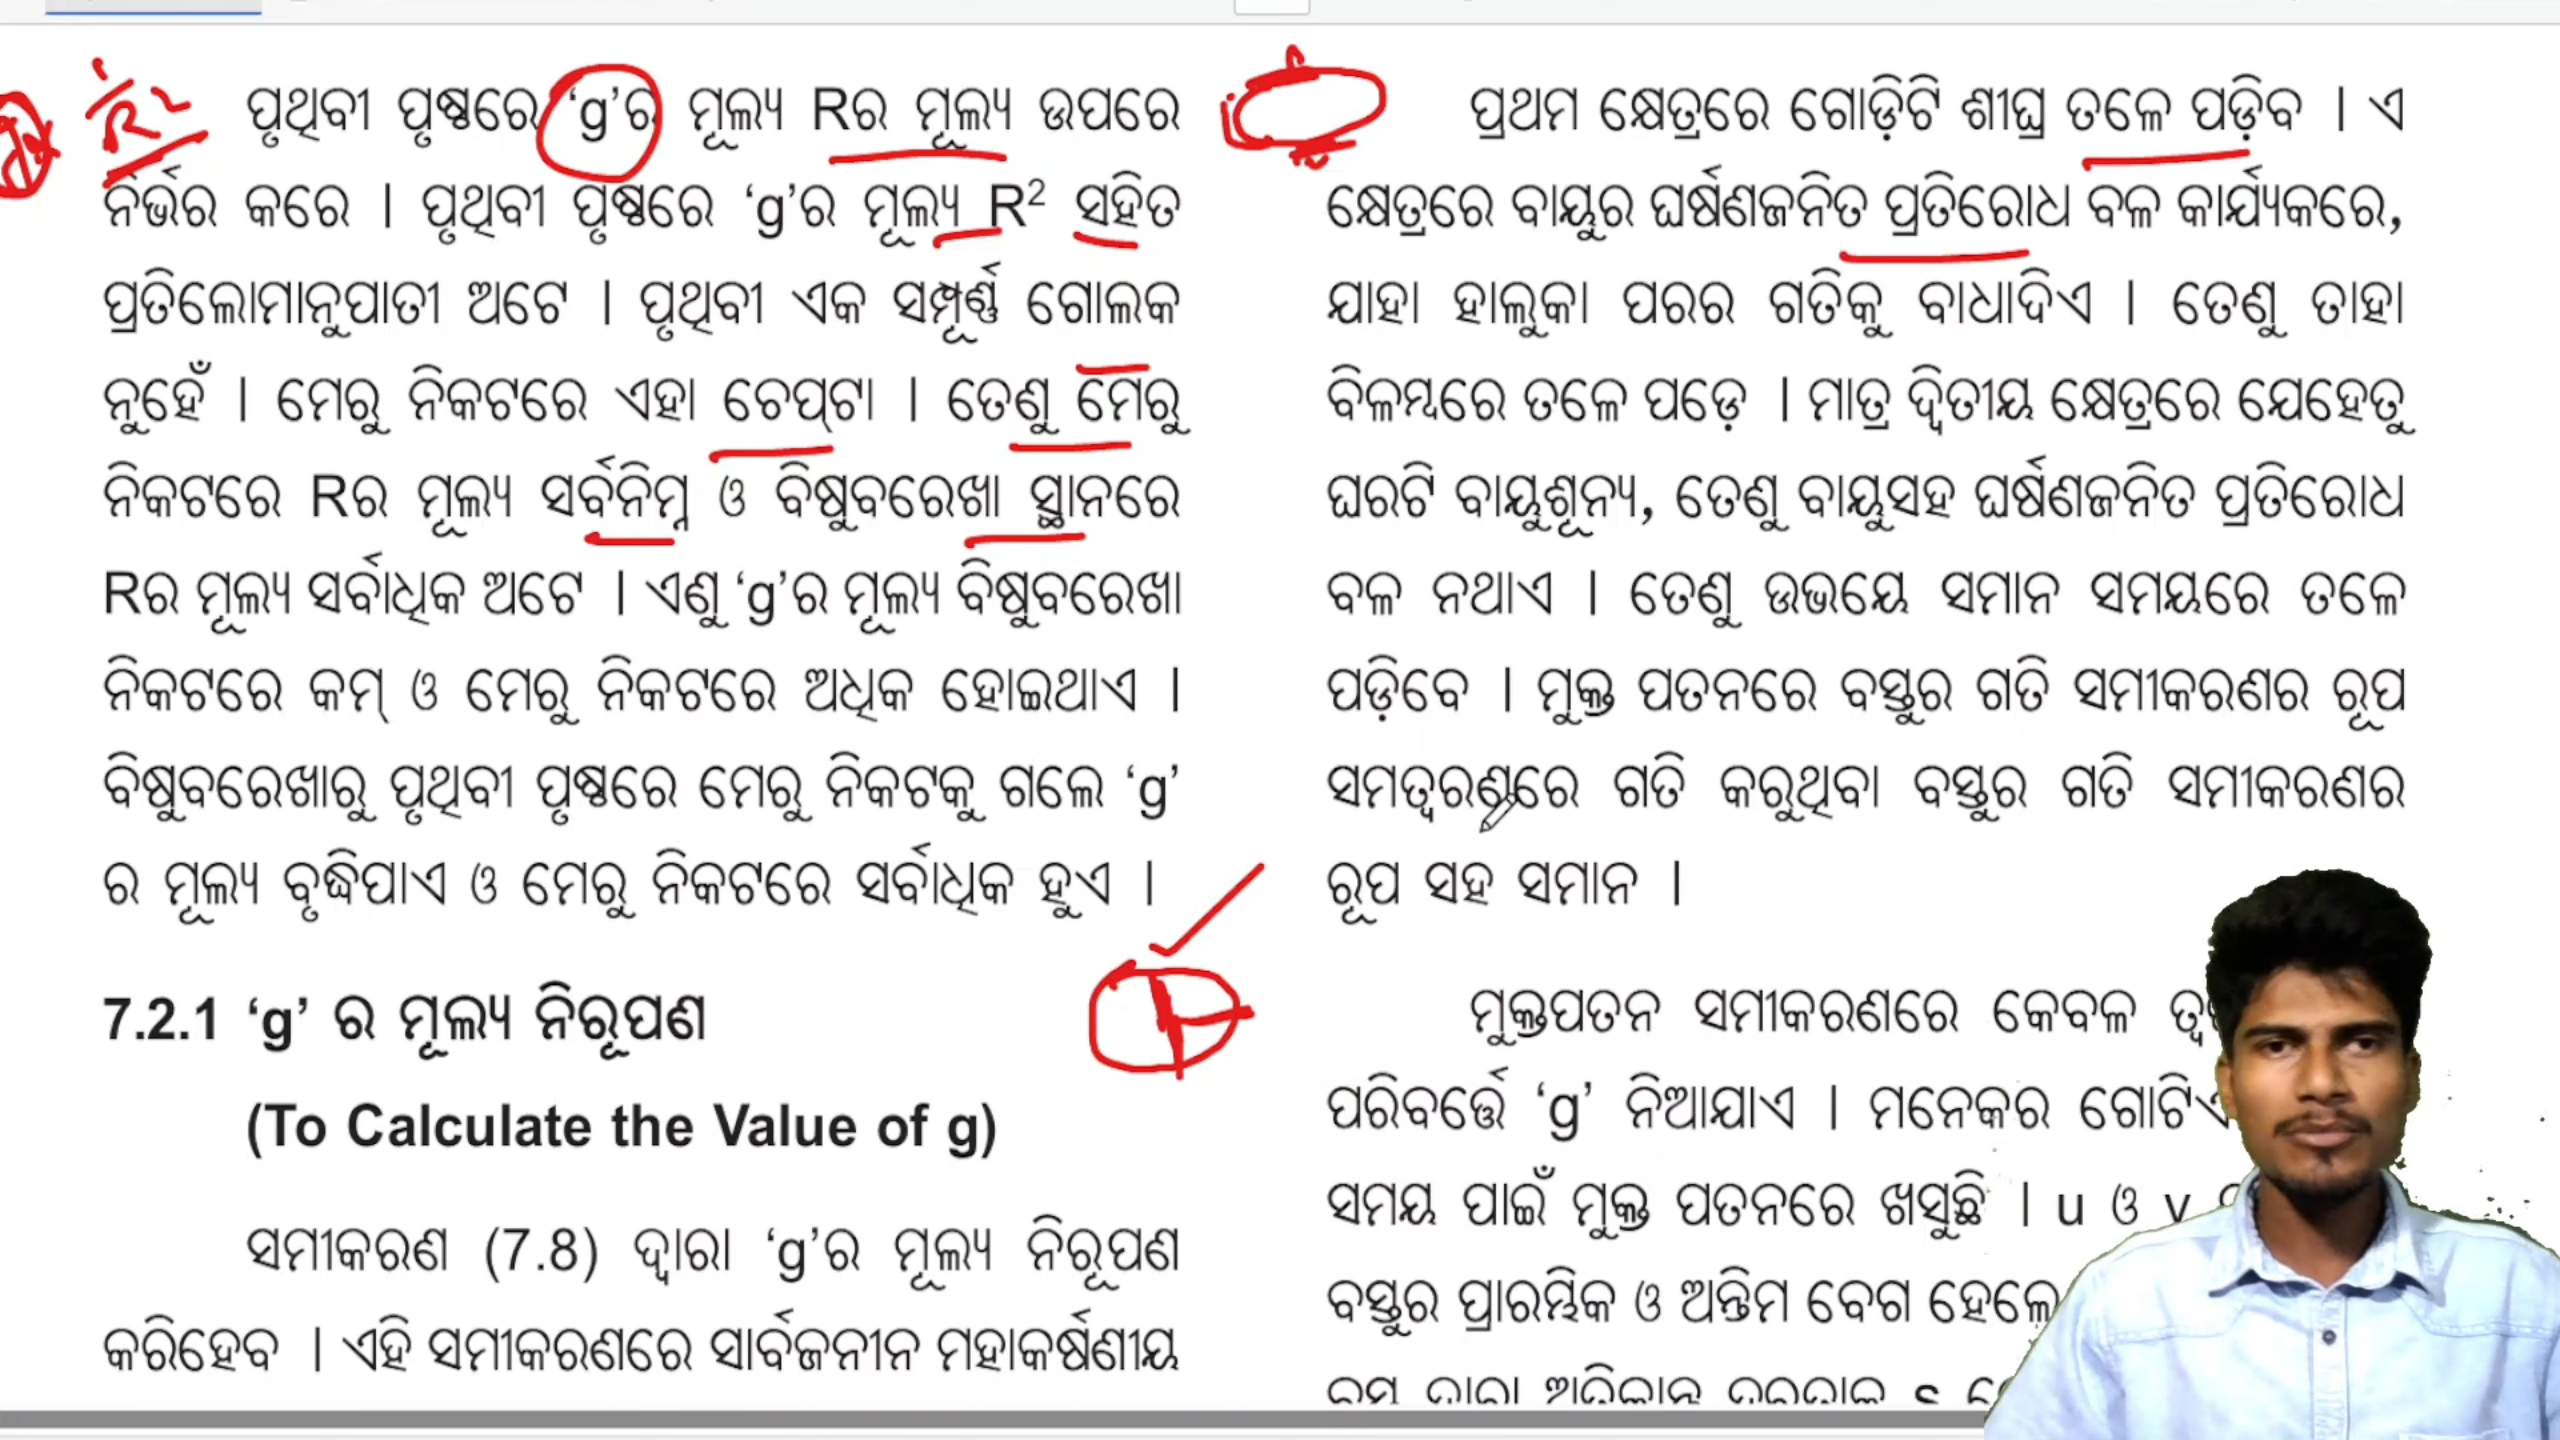 ପୃଥିବୀ ପୃଷ୍ଠରେ ‘g’ର ମୂଲ୍ୟ Rର ମୂଲ୍ୟ ଉପରେ
ନିର୍ଭର କରେ । ପୃଥିବୀ ପୃଷ୍ଠରେ ‘g’ର ମୂଲ୍ୟ R² ସହିତ
ପ୍ରତିଲୋମାନୁପାତୀ ଅଟେ । ପୃଥିବୀ ଏକ ସମ୍ପୂର୍ଣ୍ଣ ଗୋଲକ
ନୁହେଁ । ମେରୁ ନିକଟରେ ଏହା ଚେପ୍‌ଟା । ତେଣୁ ମେରୁ
ନିକଟରେ Rର ମୂଲ୍ୟ ସର୍ବନିମ୍ନ ଓ ବିଷୁବରେଖା ସ୍ଥାନରେ
Rର ମୂଲ୍ୟ ସର୍ବାଧିକ ଅଟେ । ଏଣୁ ‘g’ର ମୂଲ୍ୟ ବିଷୁବରେଖା
ନିକଟରେ କମ୍ ଓ ମେରୁ ନିକଟରେ ଅଧିକ ହୋଇଥାଏ ।
ବିଷୁବରେଖାରୁ ପୃଥିବୀ ପୃଷ୍ଠରେ ମେରୁ ନିକଟକୁ ଗଲେ ‘g’
ର ମୂଲ୍ୟ ବୃଦ୍ଧିପାଏ ଓ ମେରୁ ନିକଟରେ ସର୍ବାଧିକ ହୁଏ ।
7.2.1 ‘g’ ର ମୂଲ୍ୟ ନିରୂପଣ
(To Calculate the Value of g)
ସମୀକରଣ (7.8) ଦ୍ୱାରା ‘g’ର ମୂଲ୍ୟ ନିରୂପଣ
କରିହେବ । ଏହି ସମୀକରଣରେ ସାର୍ବଜନୀନ ମହାକର୍ଷଣୀୟ
ପ୍ରଥମ କ୍ଷେତ୍ରରେ ଗୋଡ଼ିଟି ଶୀଘ୍ର ତଳେ ପଡ଼ିବ । ଏ
କ୍ଷେତ୍ରରେ ବାୟୁର ଘର୍ଷଣଜନିତ ପ୍ରତିରୋଧ ବଳ କାର୍ଯ୍ୟକରେ,
ଯାହା ହାଲୁକା ପରର ଗତିକୁ ବାଧାଦିଏ । ତେଣୁ ତାହା
ବିଳମ୍ବରେ ତଳେ ପଡ଼େ । ମାତ୍ର ଦ୍ୱିତୀୟ କ୍ଷେତ୍ରରେ ଯେହେତୁ
ଘରଟି ବାୟୁଶୂନ୍ୟ, ତେଣୁ ବାୟୁସହ ଘର୍ଷଣଜନିତ ପ୍ରତିରୋଧ
ବଳ ନଥାଏ । ତେଣୁ ଉଭୟେ ସମାନ ସମୟରେ ତଳେ
ପଡ଼ିବେ । ମୁକ୍ତ ପତନରେ ବସ୍ତୁର ଗତି ସମୀକରଣର ରୂପ
ସମତ୍ୱରଣରେ ଗତି କରୁଥିବା ବସ୍ତୁର ଗତି ସମୀକରଣର
ରୂପ ସହ ସମାନ ।
ମୁକ୍ତପତନ ସମୀକରଣରେ କେବଳ
ପରିବର୍ତ୍ତେ ‘g’ ନିଆଯାଏ । ମନେକର
ସମୟ ପାଇଁ ମୁକ୍ତ ପତନରେ ଖସୁଛି । u ଓ v
ବସ୍ତୁର ପ୍ରାରମ୍ଭିକ ଓ ଅନ୍ତିମ ବେଗ ହେଲେ